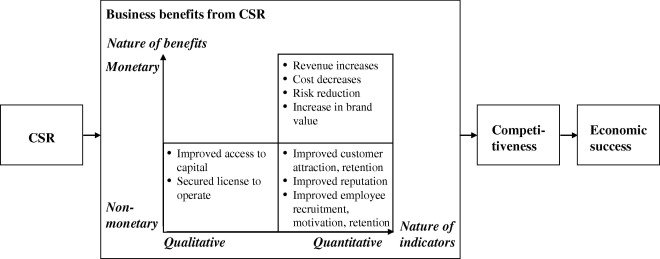 Business benefits from CSR
Nature of benefits
Monetary
• Revenue increases
• Cost decreases
• Risk reduction
• Increase in brand
value
CSR
• Improved access to
capital
• Secured license to
operate
• Improved customer
attraction, retention
• Improved reputation
• Improved employee
recruitment,
motivation, retention
Non-
monetary
Qualitative
Quantitative
Nature of
indicators
Competi-
tiveness
Economic
success